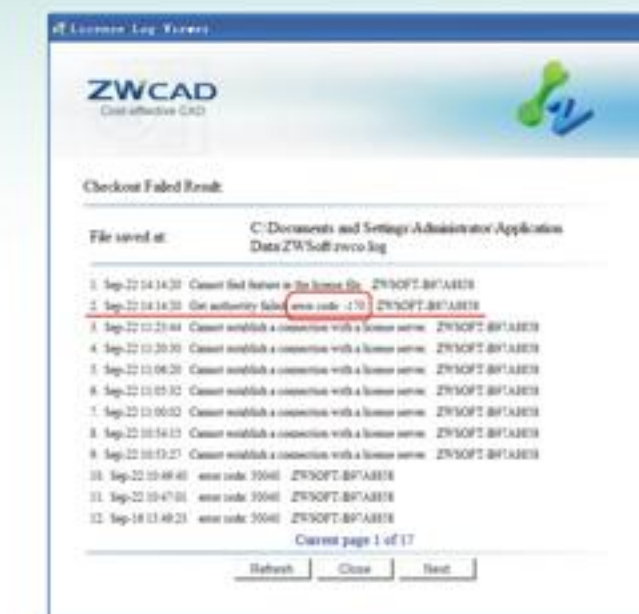 License Log Viewer
ZWCAD
Cost-effective CAD
Checkout Failed Result:
File saved at: C:\Documents and Settings\Administrator\Application
Data\ZWSoft\zwco.log
1. Sep-22 14:14:20 Cannot find feature in the license file. ZWSOFT-B97A8858
2. Sep-22 14:14:20 Get authority failed error code: -170 ZWSOFT-B97A8858
3. Sep-22 11:23:44 Cannot establish a connection with a license server. ZWSOFT-B97A8858
4. Sep-22 11:20:30 Cannot establish a connection with a license server. ZWSOFT-B97A8858
5. Sep-22 11:06:20 Cannot establish a connection with a license server. ZWSOFT-B97A8858
6. Sep-22 11:05:32 Cannot establish a connection with a license server. ZWSOFT-B97A8858
7. Sep-22 11:00:02 Cannot establish a connection with a license server. ZWSOFT-B97A8858
8. Sep-22 10:54:15 Cannot establish a connection with a license server. ZWSOFT-B97A8858
9. Sep-22 10:53:27 Cannot establish a connection with a license server. ZWSOFT-B97A8858
10. Sep-22 10:49:40 error code: 50040 ZWSOFT-B97A8858
11. Sep-22 10:47:01 error code: 50040 ZWSOFT-B97A8858
12. Sep-16 13:48:23 error code: 50040 ZWSOFT-B97A8858
Current page 1 of 17
Refresh Close Next